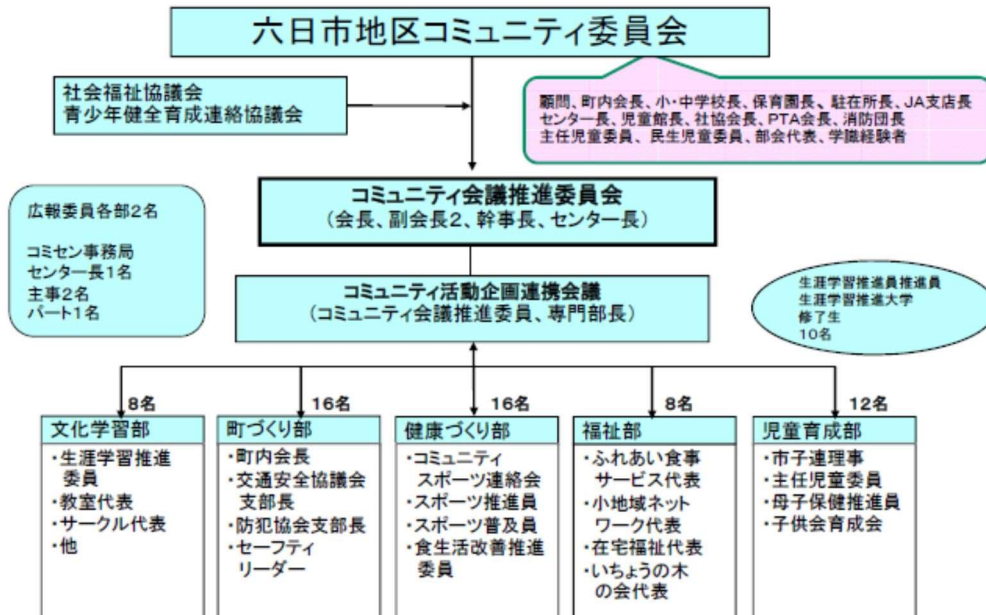 六日市地区コミュニティ委員会
社会福祉協議会
青少年健全育成連絡協議会
顧問、町内会長、小・中学校長、保育園長、駐在所長、JA支店長
センター長、児童館長、社協会長、PTA会長、消防団長
主任児童委員、民生児童委員、部会代表、学識経験者
コミュニティ会議推進委員会
(会長、副会長2、幹事長、センター長)
広報委員各部2名
コミセン事務局
センター長1名
主事2名
パート1名
コミュニティ活動企画連携会議
(コミュニティ会議推進委員、専門部長)
生涯学習推進員推進員
生涯学習推進大学
修了生
10名
8名
文化学習部
・生涯学習推進
委員
・教室代表
・サークル代表
・他
16名
町づくり部
・町内会長
・交通安全協議会
支部長
・防犯協会支部長
・セーフティ
リーダー
16名
健康づくり部
・コミュニティ
スポーツ連絡会
・スポーツ推進員
・スポーツ普及員
・食生活改善推進
委員
8名
福祉部
・ふれあい食事
サービス代表
・小地域ネット
ワーク代表
・在宅福祉代表
・いちょうの木
の会代表
12名
児童育成部
・市子連理事
・主任児童委員
・母子保健推進員
・子供会育成会